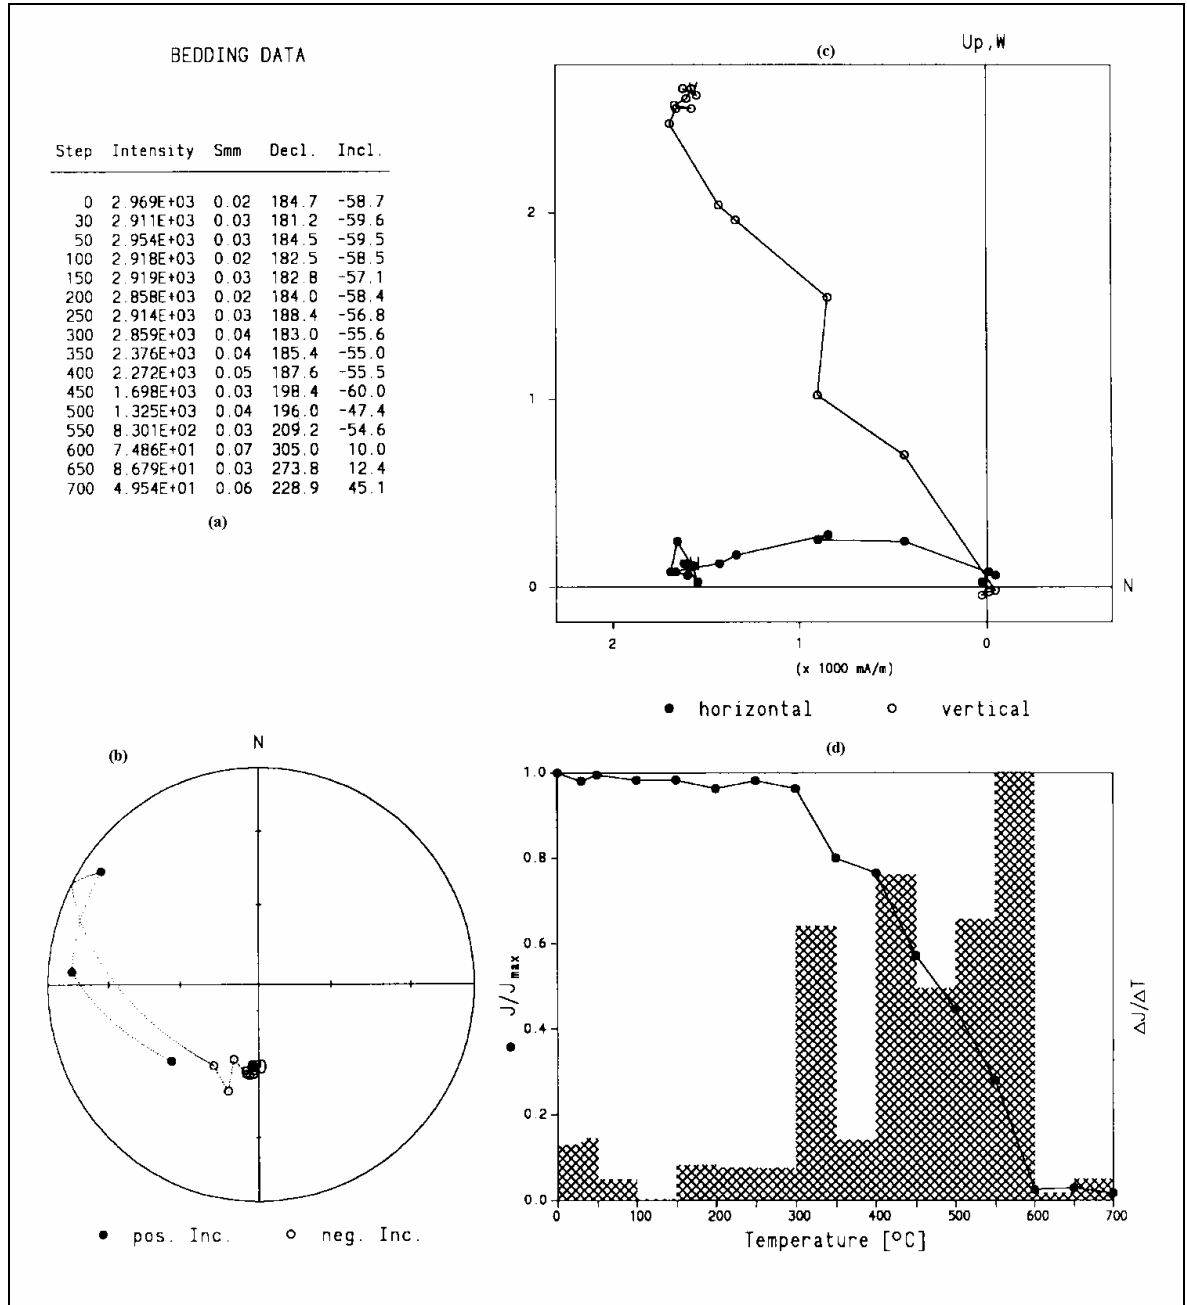 BEDDING DATA
Step Intensity Smm Decl. Incl.
0 2.969E+03 0.02 184.7 -58.7
30 2.911E+03 0.03 181.2 -59.6
50 2.954E+03 0.03 184.5 -59.5
100 2.918E+03 0.02 182.5 -58.5
150 2.919E+03 0.03 182.8 -57.1
200 2.858E+03 0.02 184.0 -58.4
250 2.914E+03 0.03 188.4 -56.8
300 2.859E+03 0.04 183.0 -55.6
350 2.376E+03 0.04 185.4 -55.0
400 2.272E+03 0.05 187.6 -55.5
450 1.698E+03 0.03 198.4 -60.0
500 1.325E+03 0.04 196.0 -47.4
550 8.301E+02 0.03 209.2 -54.6
600 7.486E+01 0.07 305.0 10.0
650 8.679E+01 0.03 273.8 12.4
700 4.954E+01 0.06 228.9 45.1
(a)
(c)
Up,W
2
1
0
N
2 1 0
(x 1000 mA/m)
● horizontal ○ vertical
(b)
N
● pos. Inc. ○ neg. Inc.
(d)
1.0
0.8
0.6
0.4
0.2
0.0
● J/Jmax
ΔJ/ΔT
0 100 200 300 400 500 600 700
Temperature [°C]